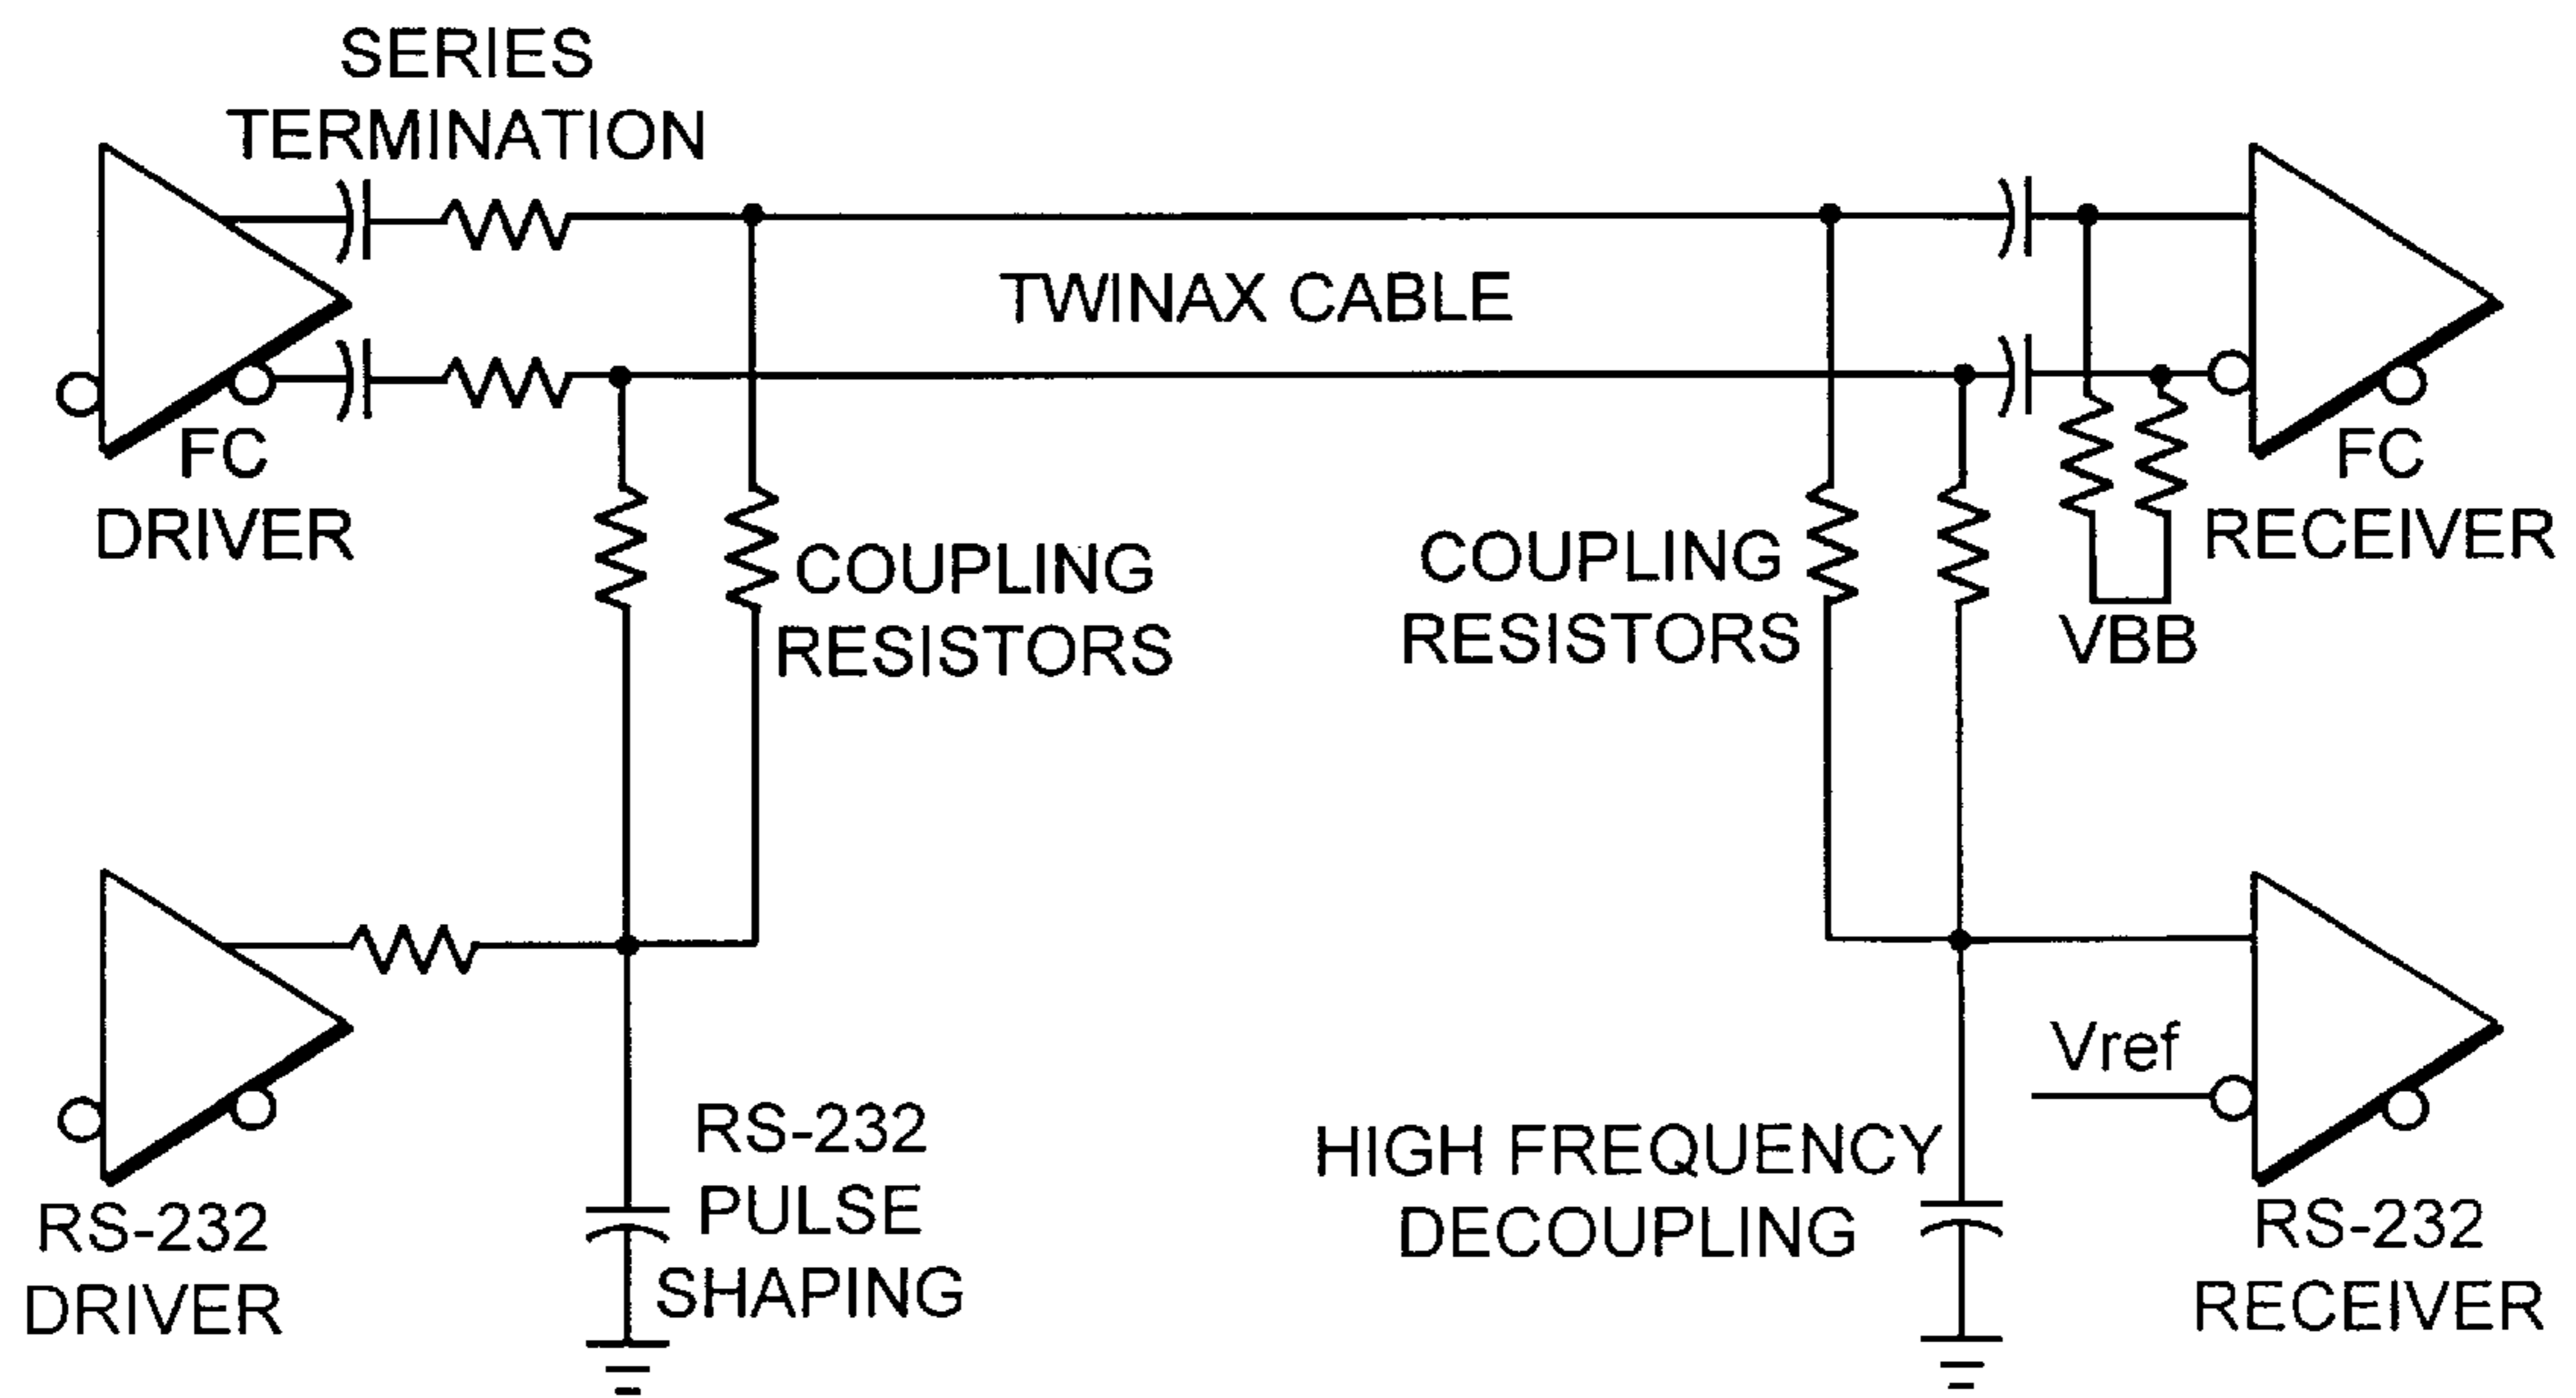 SERIES
TERMINATION
TWINAX CABLE
FC
DRIVER
COUPLING
RESISTORS
COUPLING
RESISTORS
VBB
FC
RECEIVER
RS-232
DRIVER
RS-232
PULSE
SHAPING
HIGH FREQUENCY
DECOUPLING
Vref
RS-232
RECEIVER